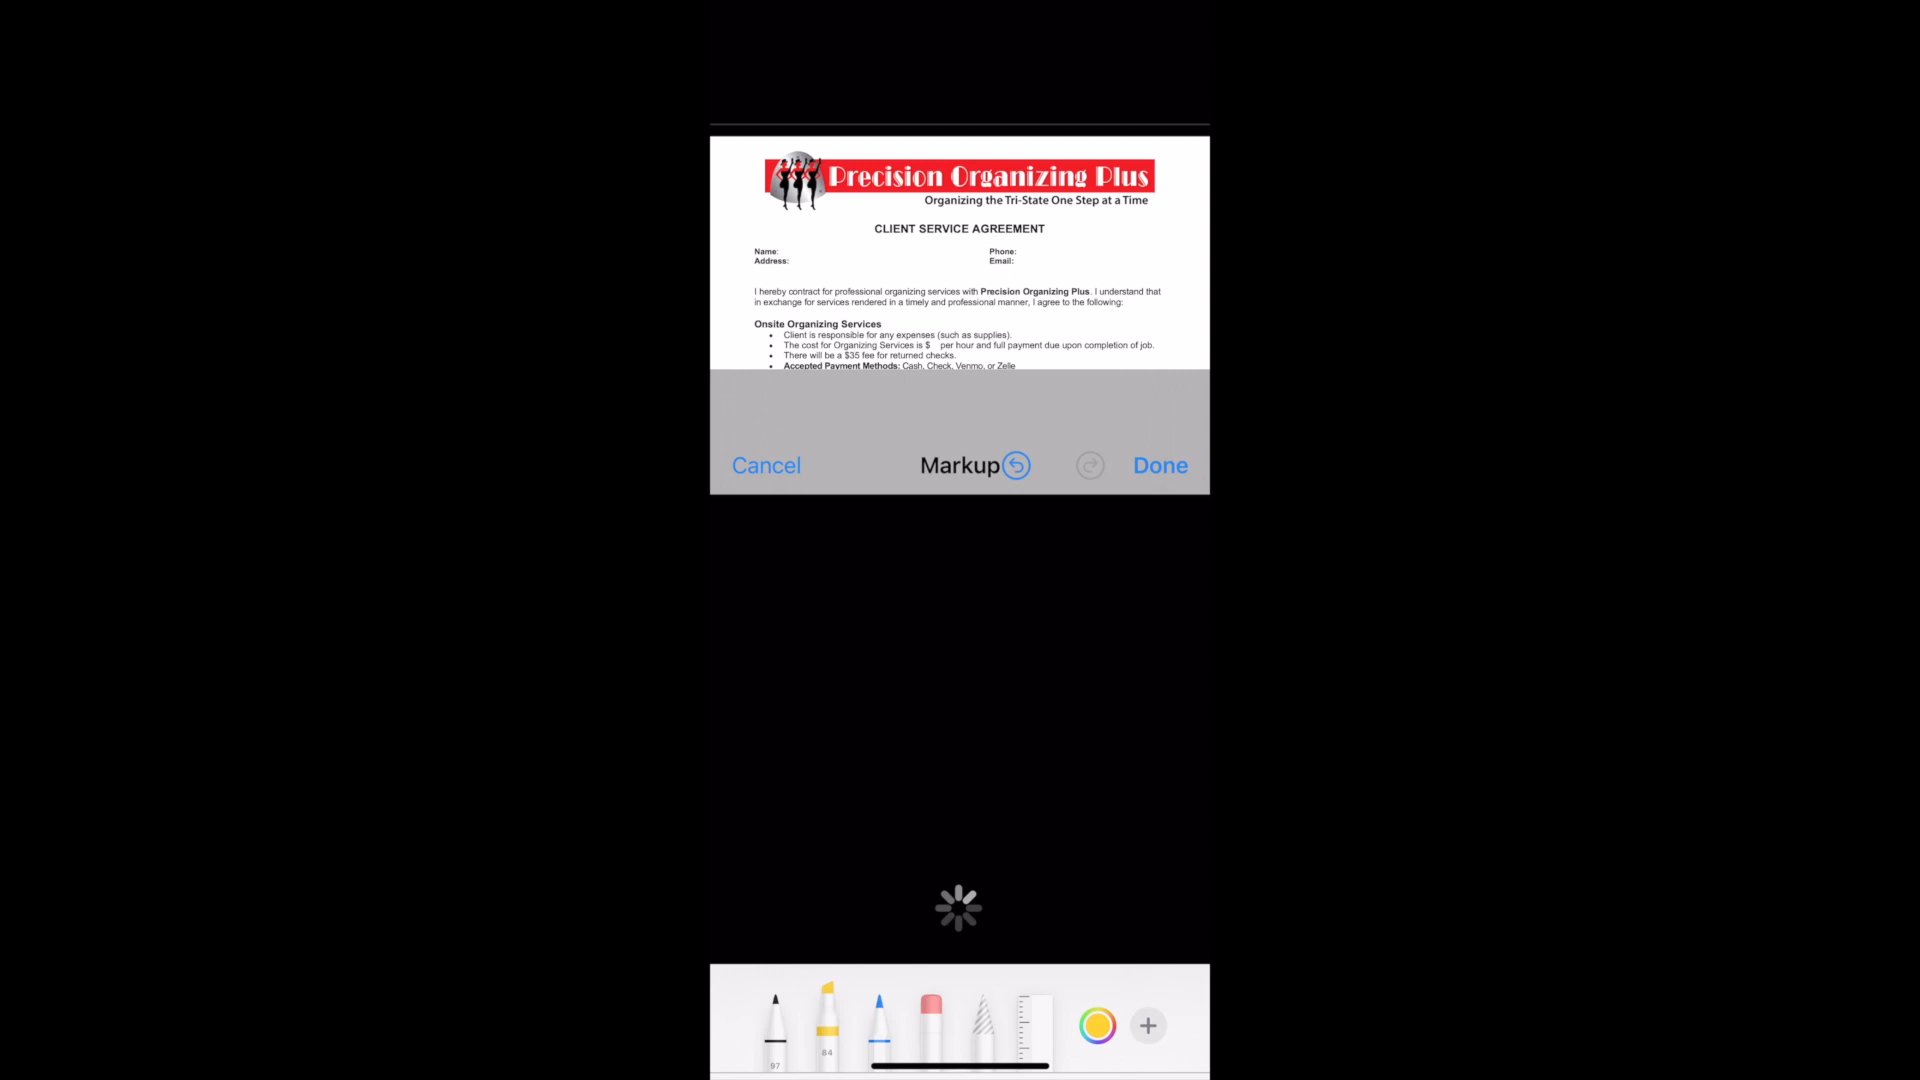 Precision Organizing Plus
Organizing the Tri-State One Step at a Time
CLIENT SERVICE AGREEMENT
Name: Phone:
Address: Email:
I hereby contract for professional organizing services with Precision Organizing Plus. I understand that
in exchange for services rendered in a timely and professional manner, I agree to the following:
Onsite Organizing Services
• Client is responsible for any expenses (such as supplies).
• The cost for Organizing Services is $ per hour and full payment due upon completion of job.
• There will be a $35 fee for returned checks.
• Accepted Payment Methods: Cash, Check, Venmo, or Zelle
Cancel Markup Done
97 84